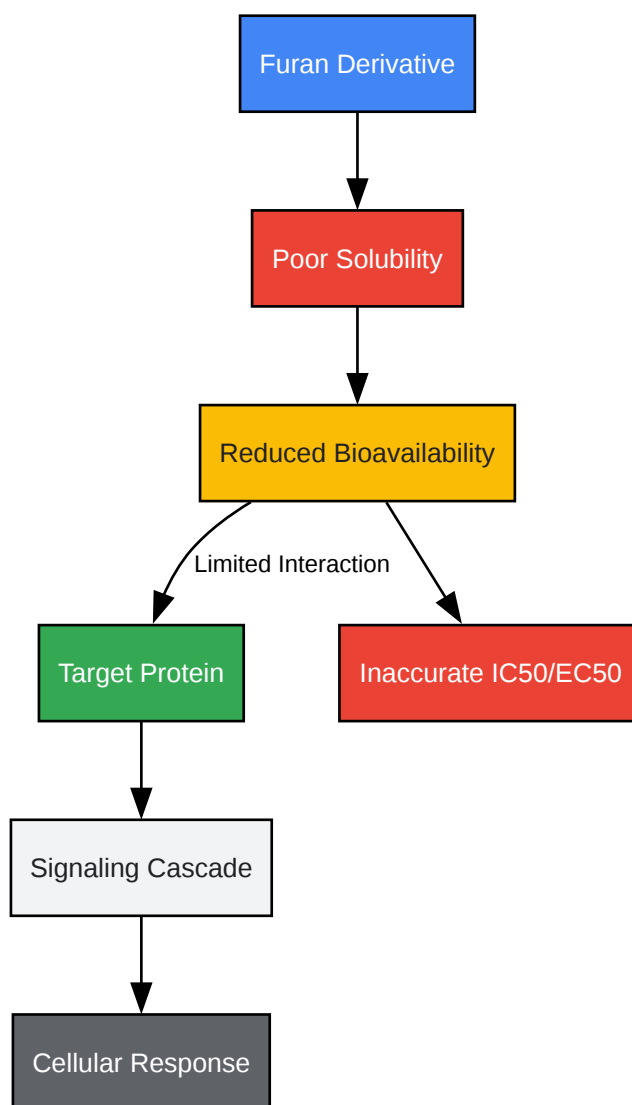 Furan Derivative
Poor Solubility
Reduced Bioavailability
Limited Interaction
Target Protein
Inaccurate IC50/EC50
Signaling Cascade
Cellular Response